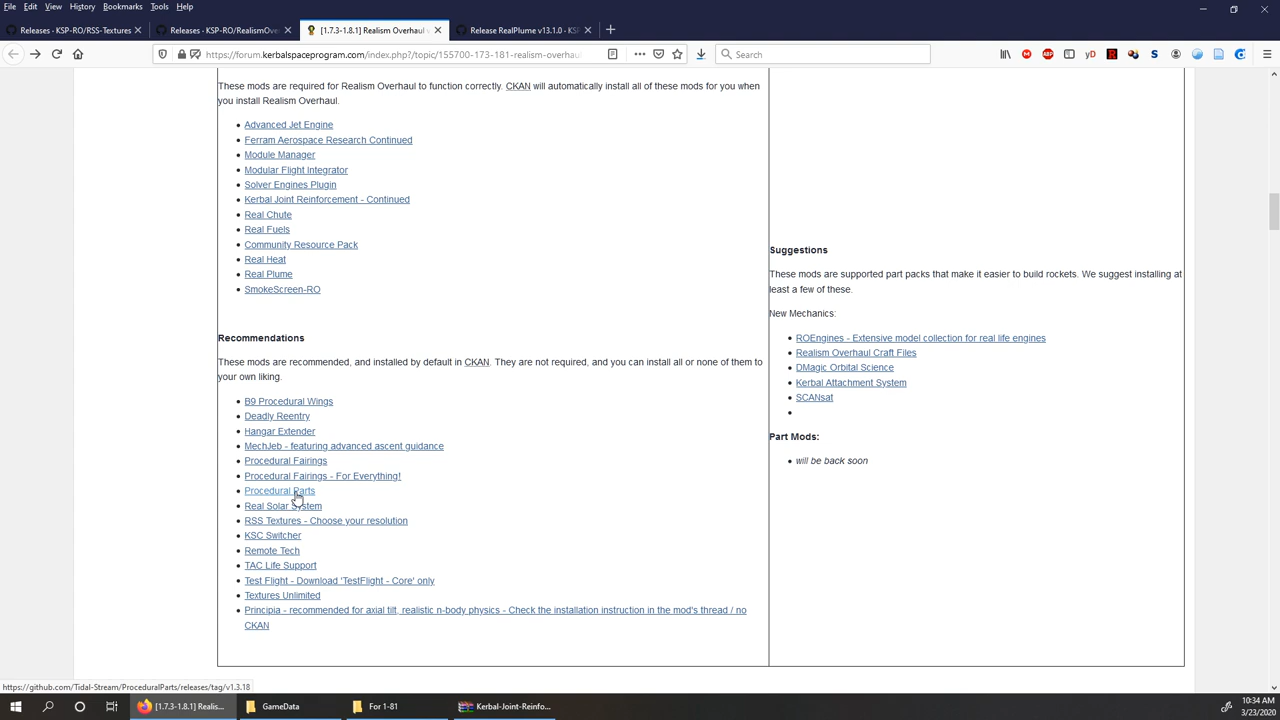 File Edit View History Bookmarks Tools Help
Releases · KSP-RO/RSS-Textures
Releases · KSP-RO/RealismOver
[1.7.3-1.8.1] Realism Overhaul
Release RealPlume v13.1.0 · KSP
https://forum.kerbalspaceprogram.com/index.php?/topic/155700-173-181-realism-overhau
Search
These mods are required for Realism Overhaul to function correctly. CKAN will automatically install all of these mods for you when
you install Realism Overhaul.
Advanced Jet Engine
Ferram Aerospace Research Continued
Module Manager
Modular Flight Integrator
Solver Engines Plugin
Kerbal Joint Reinforcement - Continued
Real Chute
Real Fuels
Community Resource Pack
Real Heat
Real Plume
SmokeScreen-RO
Recommendations
These mods are recommended, and installed by default in CKAN. They are not required, and you can install all or none of them to
your own liking.
B9 Procedural Wings
Deadly Reentry
Hangar Extender
MechJeb - featuring advanced ascent guidance
Procedural Fairings
Procedural Fairings - For Everything!
Procedural Parts
Real Solar System
RSS Textures - Choose your resolution
KSC Switcher
Remote Tech
TAC Life Support
Test Flight - Download 'TestFlight - Core' only
Textures Unlimited
Principia - recommended for axial tilt, realistic n-body physics - Check the installation instruction in the mod's thread / no
CKAN
Suggestions
These mods are supported part packs that make it easier to build rockets. We suggest installing at
least a few of these.
New Mechanics:
ROEngines - Extensive model collection for real life engines
Realism Overhaul Craft Files
DMagic Orbital Science
Kerbal Attachment System
SCANsat
Part Mods:
will be back soon
https://github.com/Tidal-Stream/ProceduralParts/releases/tag/v1.3.18
[1.7.3-1.8.1] Realis...
GameData
For 1-81
Kerbal-Joint-Reinfo...
10:34 AM
3/23/2020